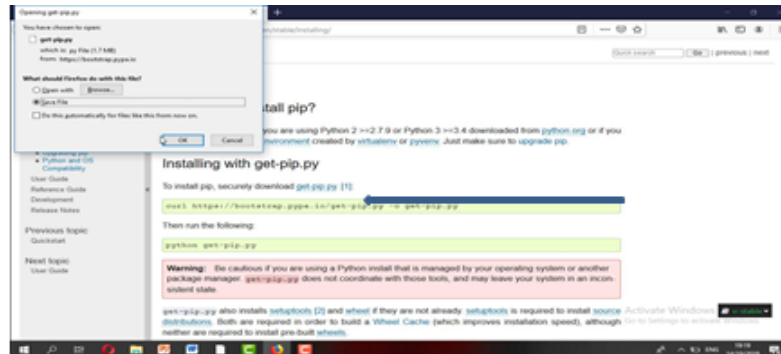 Opening get-pip.py
You have chosen to open:
get-pip.py
which is: py File (1.7 MB)
from: https://bootstrap.pypa.io
What should Firefox do with this file?
Open with Browse...
Save File
Do this automatically for files like this from now on.
OK Cancel
en/stable/installing/
Quick search Go | previous | next
stall pip?
you are using Python 2 >=2.7.9 or Python 3 >=3.4 downloaded from python.org or if you
environment created by virtualenv or pyvenv. Just make sure to upgrade pip.
Upgrading pip
Python and OS
Compatibility
User Guide
Reference Guide
Development
Release Notes
Previous topic
Quickstart
Next topic
User Guide
Installing with get-pip.py
To install pip, securely download get-pip.py. [1]:
curl https://bootstrap.pypa.io/get-pip.py -o get-pip.py
Then run the following:
python get-pip.py
Warning: Be cautious if you are using a Python install that is managed by your operating system or another
package manager. get-pip.py does not coordinate with those tools, and may leave your system in an incon-
sistent state.
get-pip.py also installs setuptools [2] and wheel if they are not already. setuptools is required to install source
distributions. Both are required in order to build a Wheel Cache (which improves installation speed), although
neither are required to install pre-built wheels.
Activate Windows
Go to Settings to activate Windows.
ENG